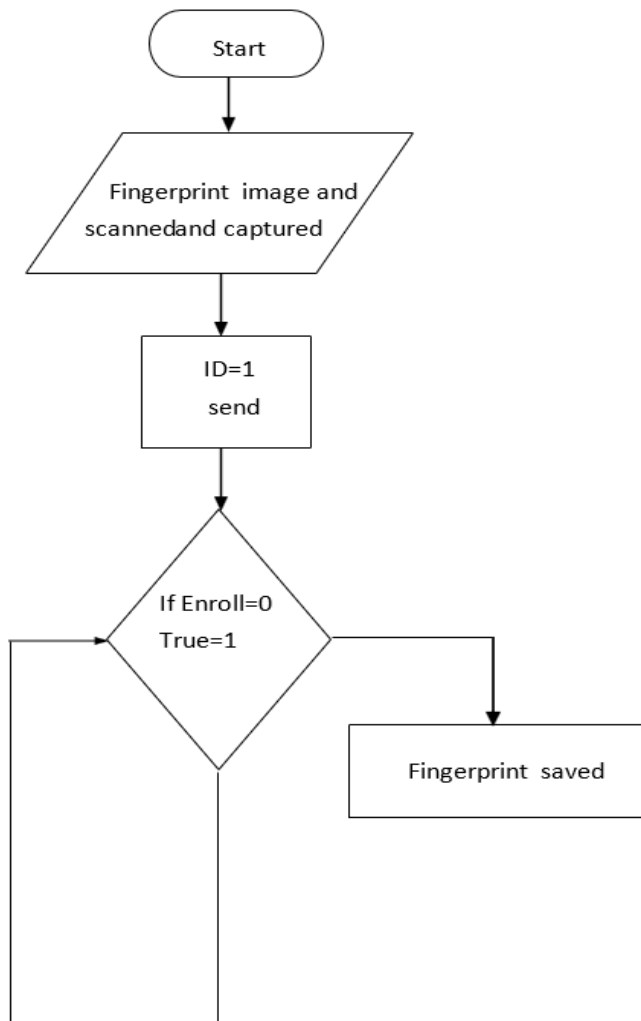 Start
Fingerprint image and
scannedand captured
ID=1
send
If Enroll=0
True=1
Fingerprint saved